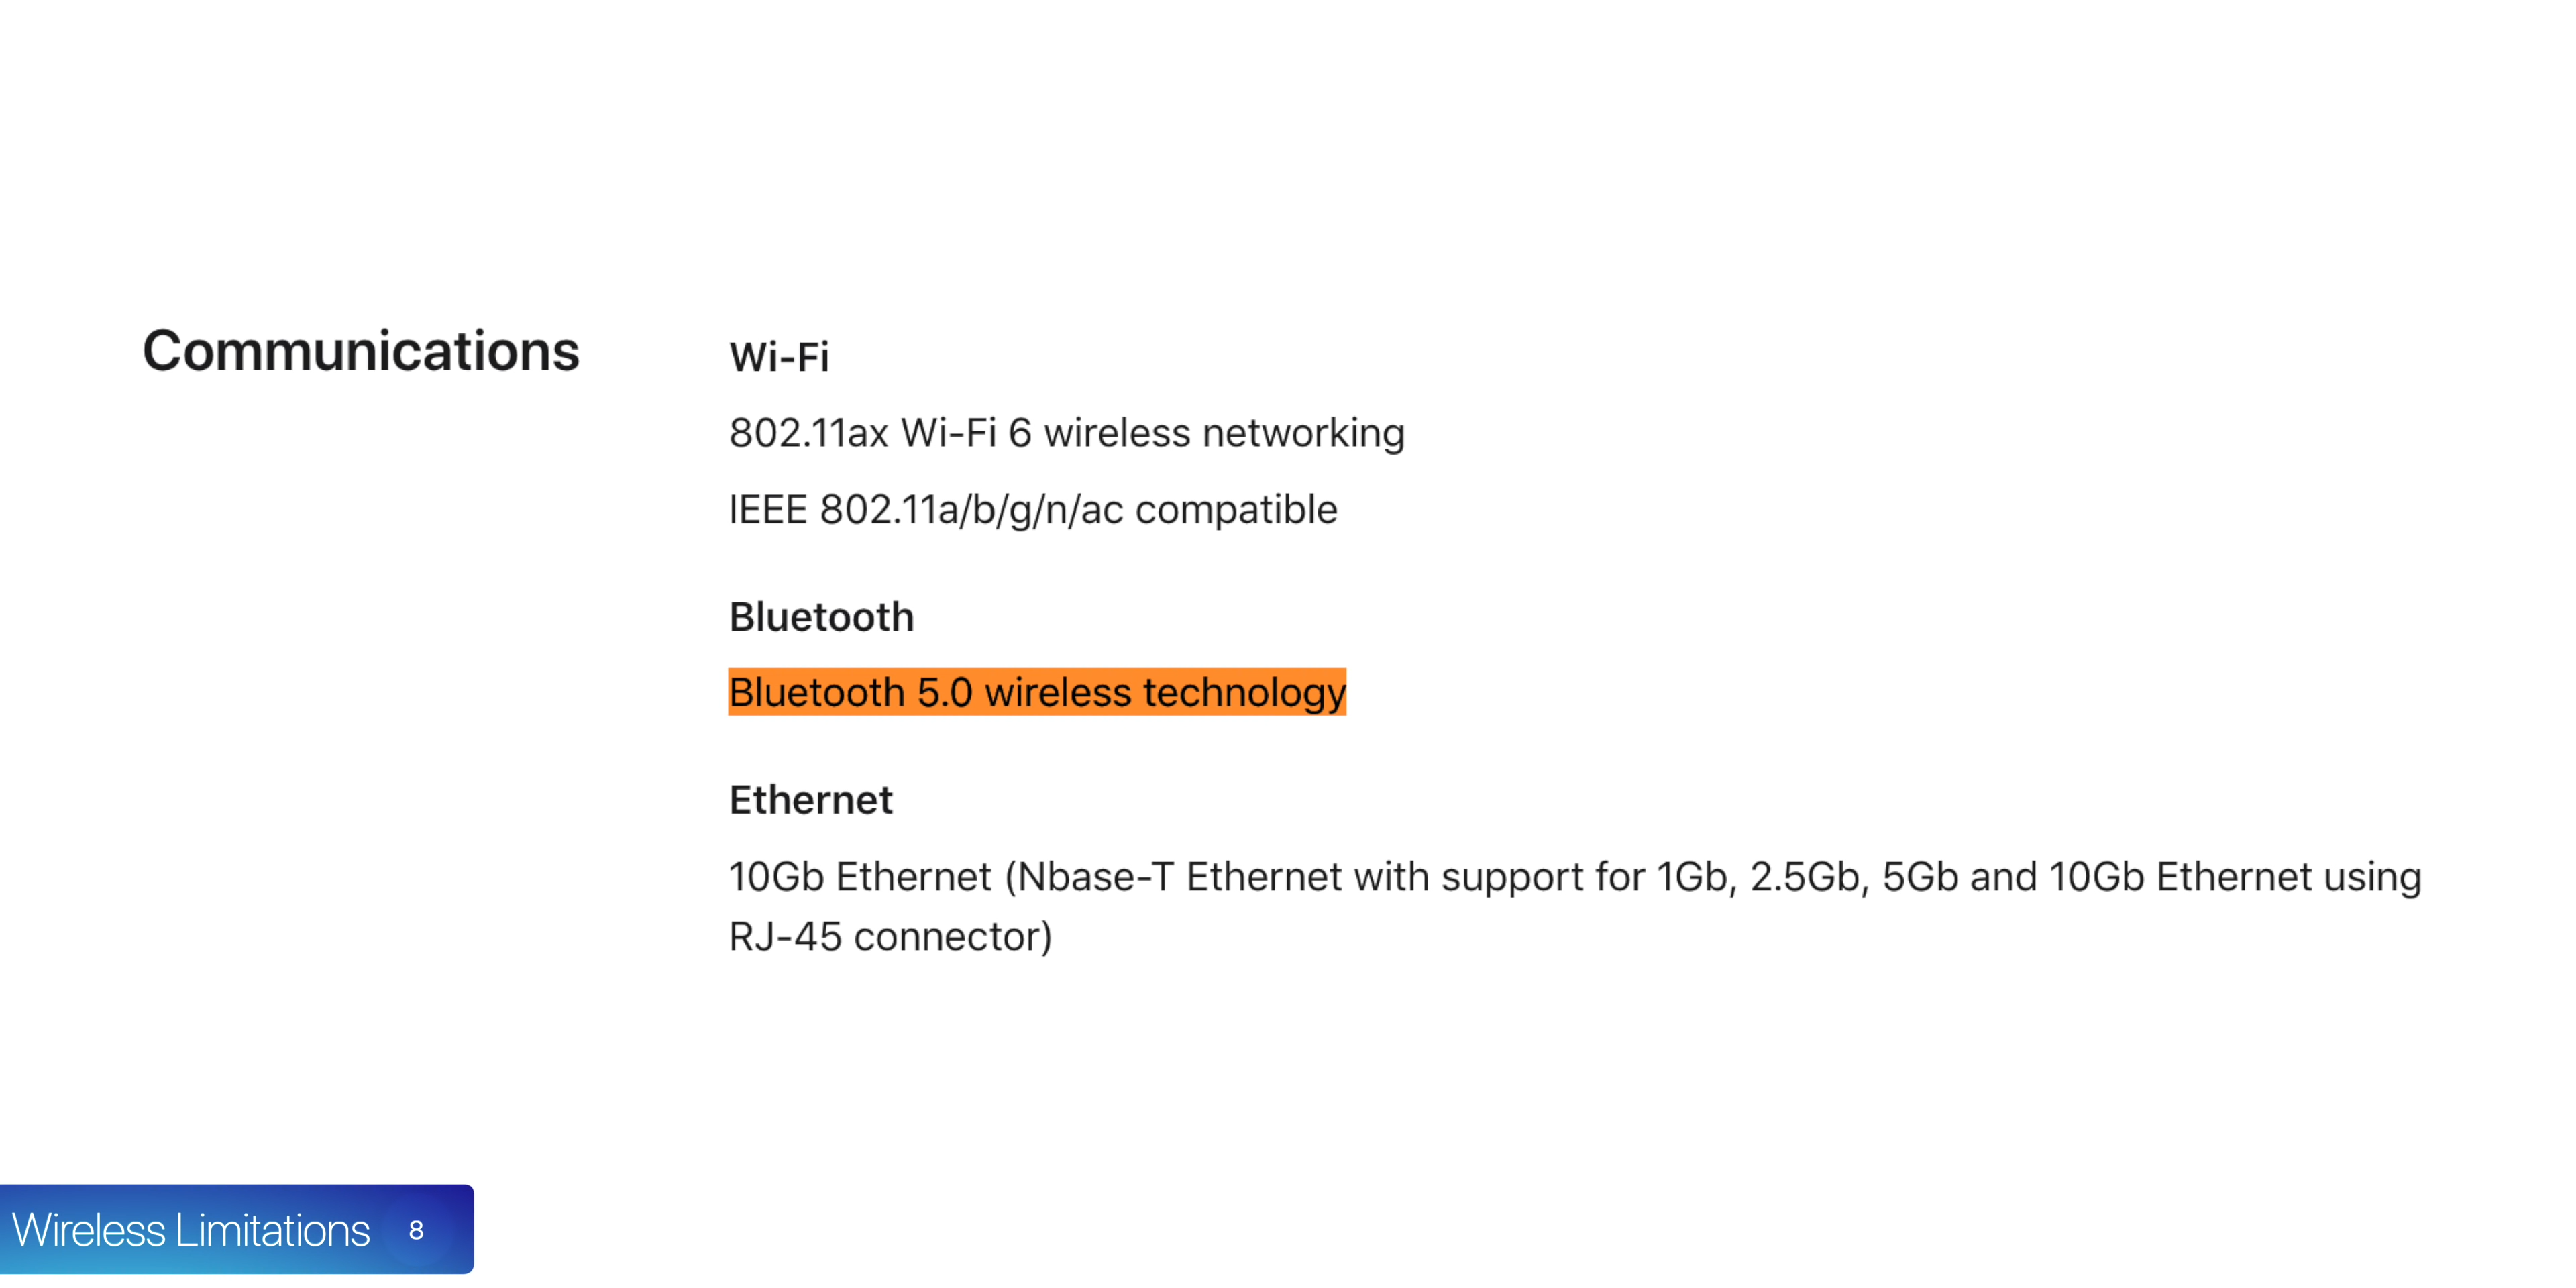 Communications
Wi-Fi
802.11ax Wi-Fi 6 wireless networking
IEEE 802.11a/b/g/n/ac compatible
Bluetooth
Bluetooth 5.0 wireless technology
Ethernet
10Gb Ethernet (Nbase-T Ethernet with support for 1Gb, 2.5Gb, 5Gb and 10Gb Ethernet using
RJ-45 connector)
Wireless Limitations 8